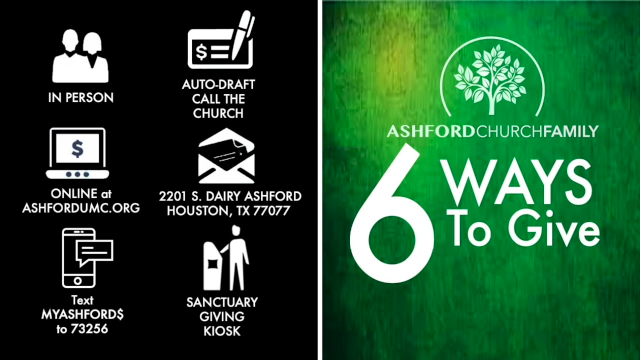 IN PERSON
AUTO-DRAFT
CALL THE
CHURCH
$
$
ONLINE at
ASHFORDUMC.ORG
2201 S. DAIRY ASHFORD
HOUSTON, TX 77077
Text
MYASHFORD$
to 73256
SANCTUARY
GIVING
KIOSK
ASHFORDCHURCHFAMILY
6 WAYS
To Give